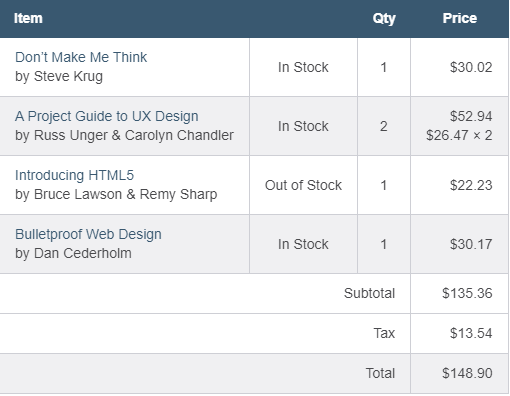 Item Qty Price
Don't Make Me Think
by Steve Krug
In Stock 1 $30.02
A Project Guide to UX Design
by Russ Unger & Carolyn Chandler
In Stock 2 $52.94
$26.47 × 2
Introducing HTML5
by Bruce Lawson & Remy Sharp
Out of Stock 1 $22.23
Bulletproof Web Design
by Dan Cederholm
In Stock 1 $30.17
Subtotal $135.36
Tax $13.54
Total $148.90